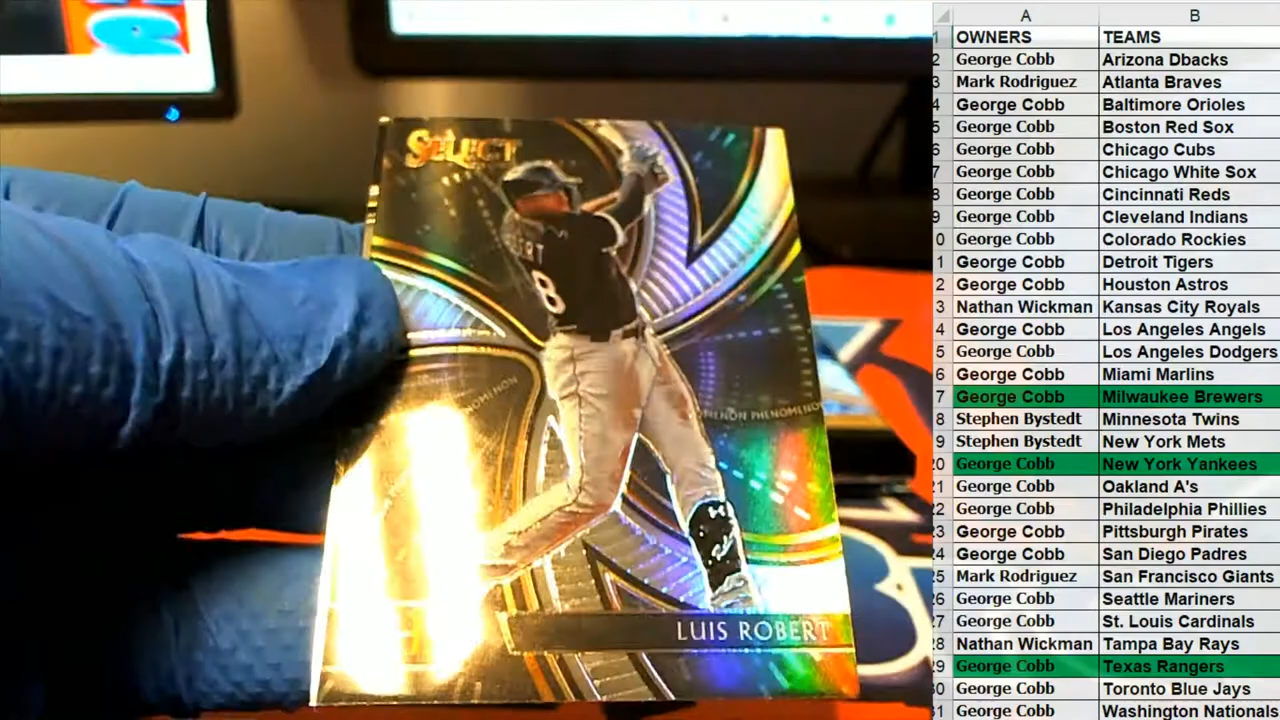 SELECT
8
PHENOMENON
PHENOMENON
LUIS ROBERT
A B
1 OWNERS TEAMS
2 George Cobb Arizona Dbacks
3 Mark Rodriguez Atlanta Braves
4 George Cobb Baltimore Orioles
5 George Cobb Boston Red Sox
6 George Cobb Chicago Cubs
7 George Cobb Chicago White Sox
8 George Cobb Cincinnati Reds
9 George Cobb Cleveland Indians
0 George Cobb Colorado Rockies
1 George Cobb Detroit Tigers
2 George Cobb Houston Astros
3 Nathan Wickman Kansas City Royals
4 George Cobb Los Angeles Angels
5 George Cobb Los Angeles Dodgers
6 George Cobb Miami Marlins
7 George Cobb Milwaukee Brewers
8 Stephen Bystedt Minnesota Twins
9 Stephen Bystedt New York Mets
20 George Cobb New York Yankees
21 George Cobb Oakland A's
22 George Cobb Philadelphia Phillies
23 George Cobb Pittsburgh Pirates
24 George Cobb San Diego Padres
25 Mark Rodriguez San Francisco Giants
26 George Cobb Seattle Mariners
27 George Cobb St. Louis Cardinals
28 Nathan Wickman Tampa Bay Rays
29 George Cobb Texas Rangers
30 George Cobb Toronto Blue Jays
31 George Cobb Washington Nationals